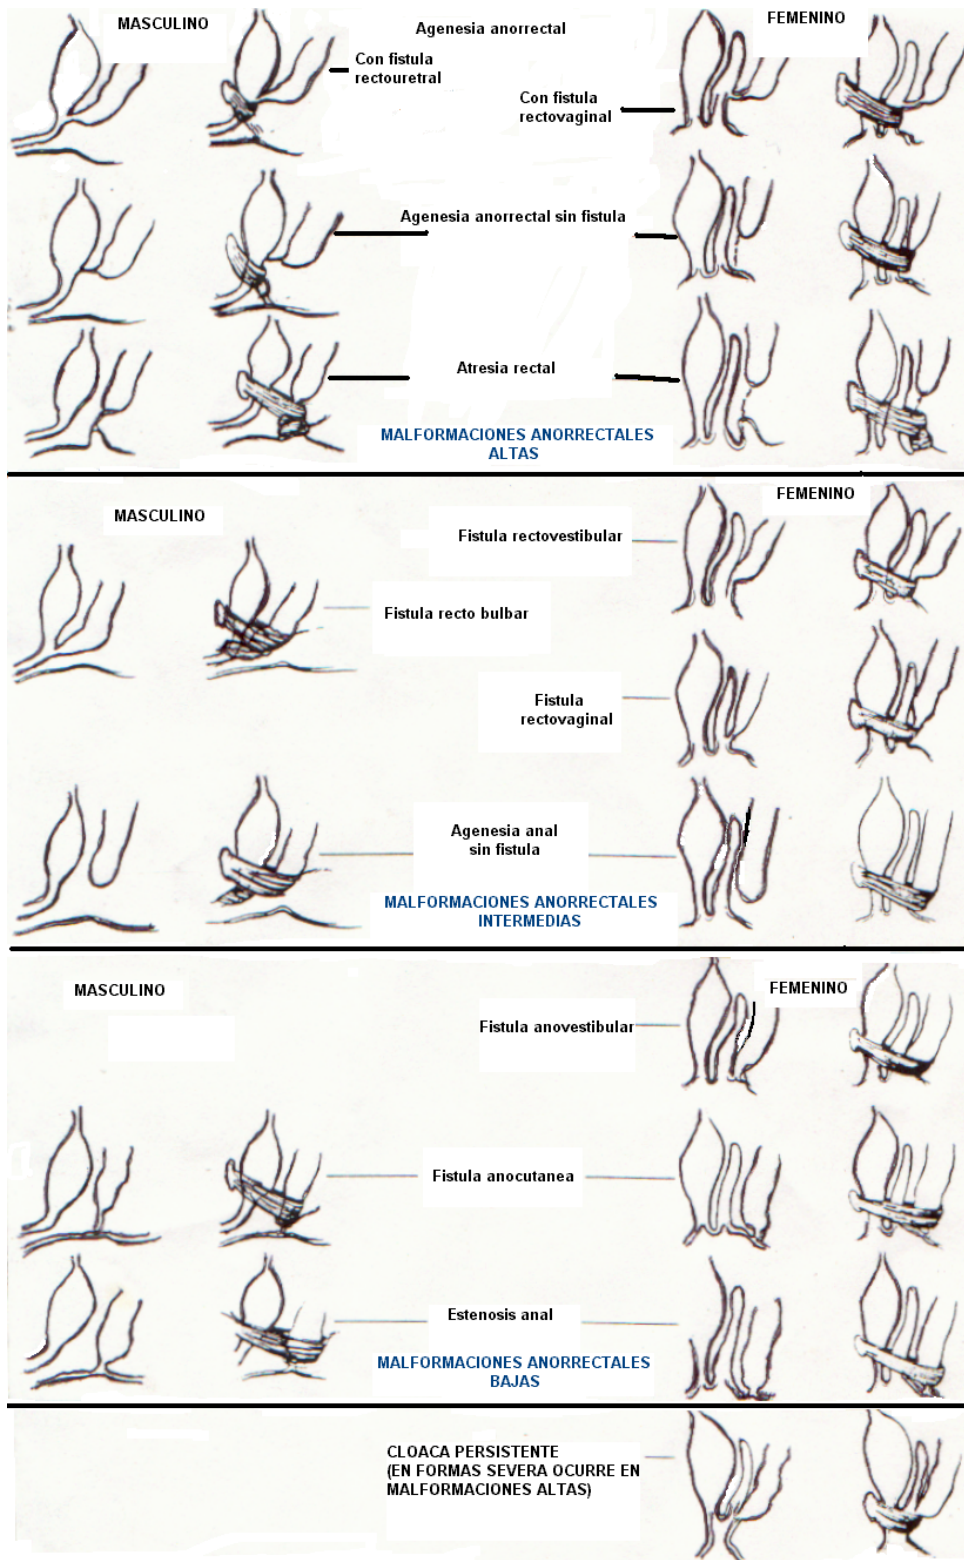 MASCULINO
Agenesia anorrectal
FEMENINO
Con fistula
rectouretral
Con fistula
rectovaginal
Agenesia anorrectal sin fistula
Atresia rectal
MALFORMACIONES ANORRECTALES
ALTAS
MASCULINO
FEMENINO
Fistula rectovestibular
Fistula recto bulbar
Fistula
rectovaginal
Agenesia anal
sin fistula
MALFORMACIONES ANORRECTALES
INTERMEDIAS
MASCULINO
FEMENINO
Fistula anovestibular
Fistula anocutanea
Estenosis anal
MALFORMACIONES ANORRECTALES
BAJAS
CLOACA PERSISTENTE
(EN FORMAS SEVERA OCURRE EN
MALFORMACIONES ALTAS)